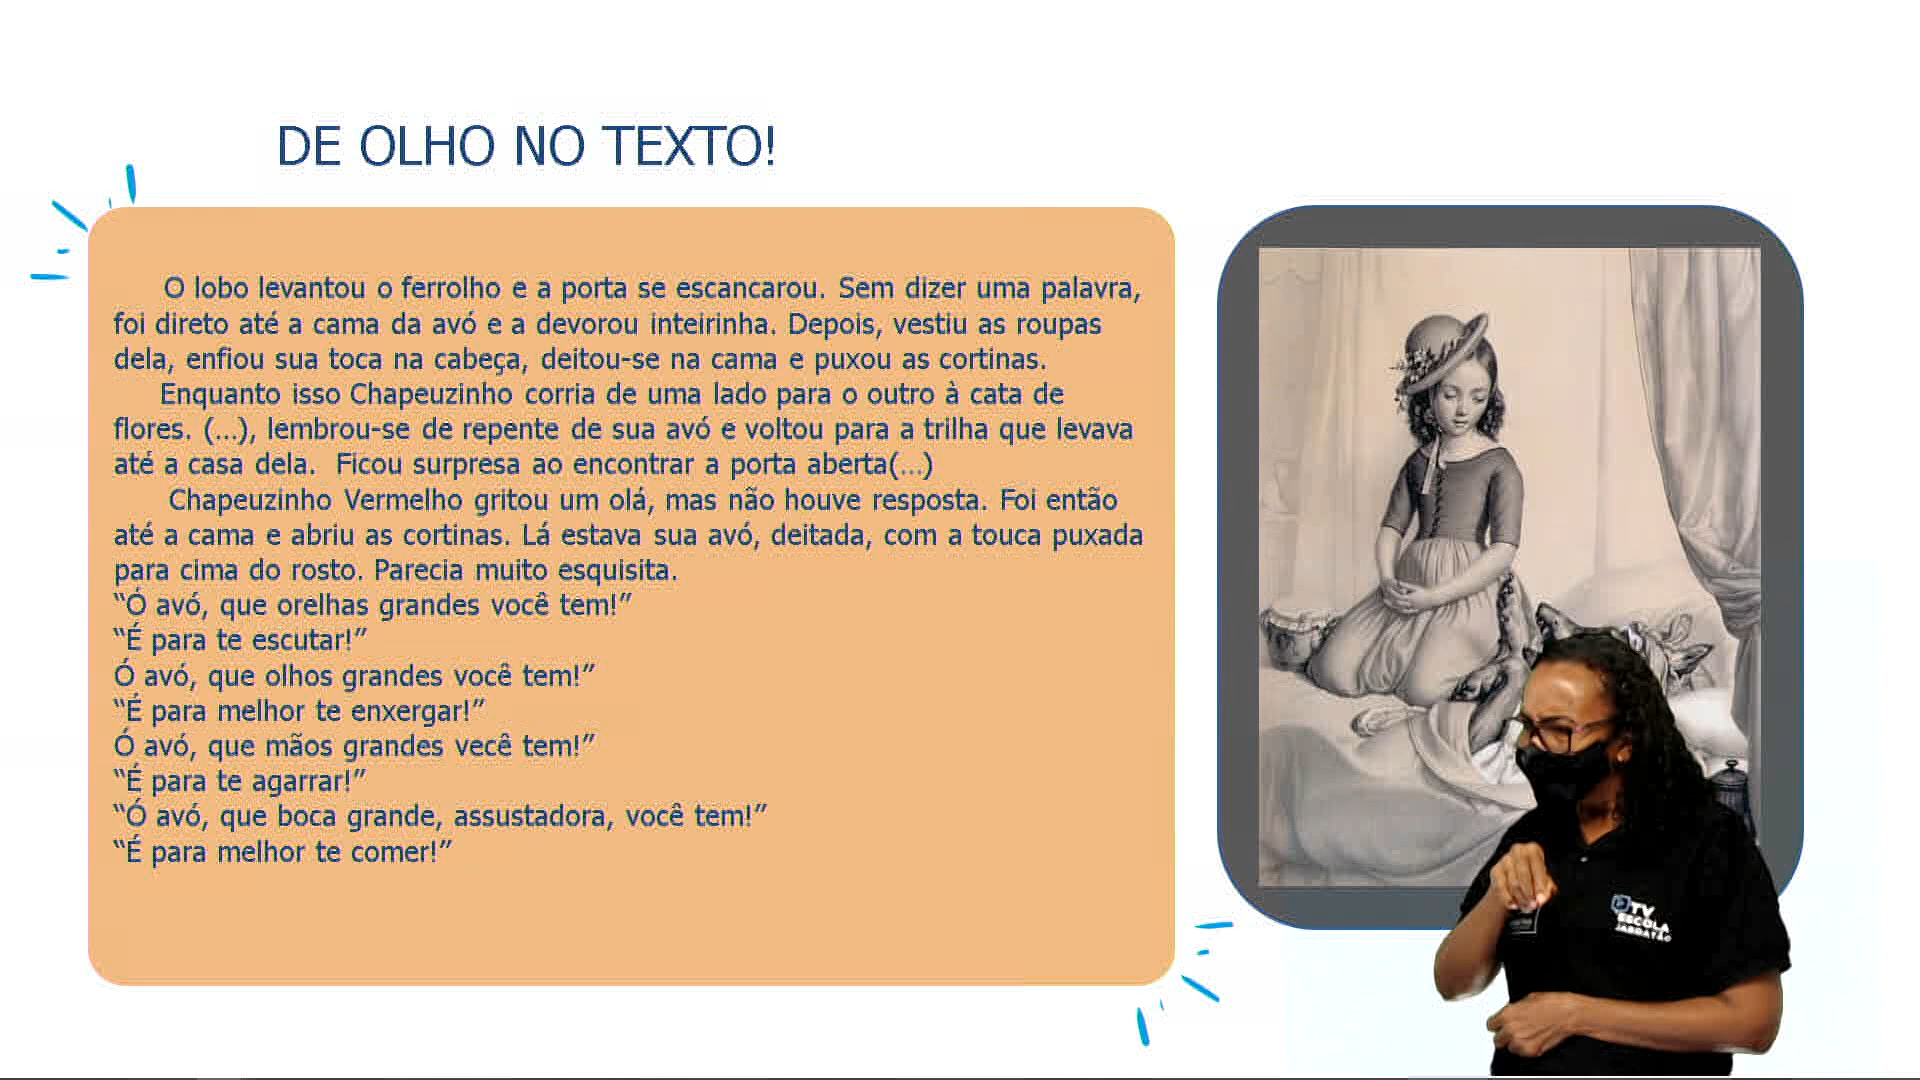 DE OLHO NO TEXTO!
O lobo levantou o ferrolho e a porta se escancarou. Sem dizer uma palavra,
foi direto até a cama da avó e a devorou inteirinha. Depois, vestiu as roupas
dela, enfiou sua toca na cabeça, deitou-se na cama e puxou as cortinas.
Enquanto isso Chapeuzinho corria de uma lado para o outro à cata de
flores. (...), lembrou-se de repente de sua avó e voltou para a trilha que levava
até a casa dela. Ficou surpresa ao encontrar a porta aberta(...)
Chapeuzinho Vermelho gritou um olá, mas não houve resposta. Foi então
até a cama e abriu as cortinas. Lá estava sua avó, deitada, com a touca puxada
para cima do rosto. Parecia muito esquisita.
“Ó avó, que orelhas grandes você tem!”
“É para te escutar!”
Ó avó, que olhos grandes você tem!”
“É para melhor te enxergar!”
Ó avó, que mãos grandes vecê tem!”
“É para te agarrar!”
“Ó avó, que boca grande, assustadora, você tem!”
“É para melhor te comer!”
TV
ESCOLA
JABOATÃO